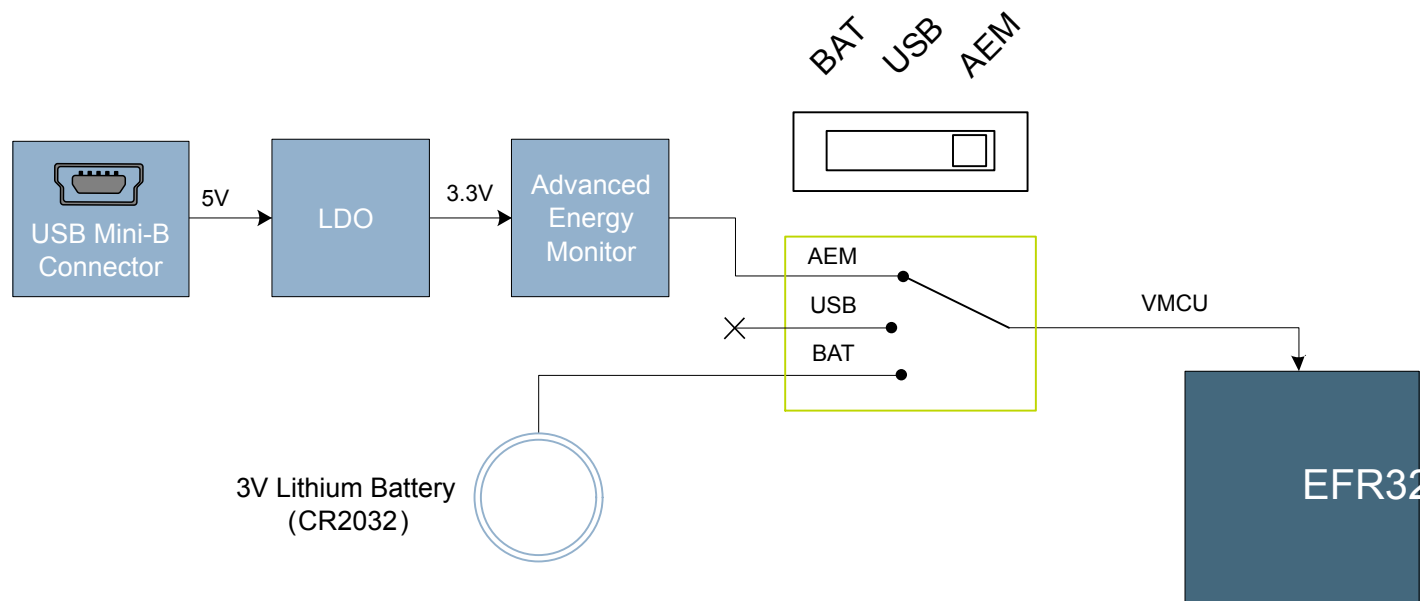 BAT
USB
AEM
USB Mini-B
Connector
5V
LDO
3.3V
Advanced
Energy
Monitor
AEM
USB
BAT
VMCU
3V Lithium Battery
(CR2032)
EFR32